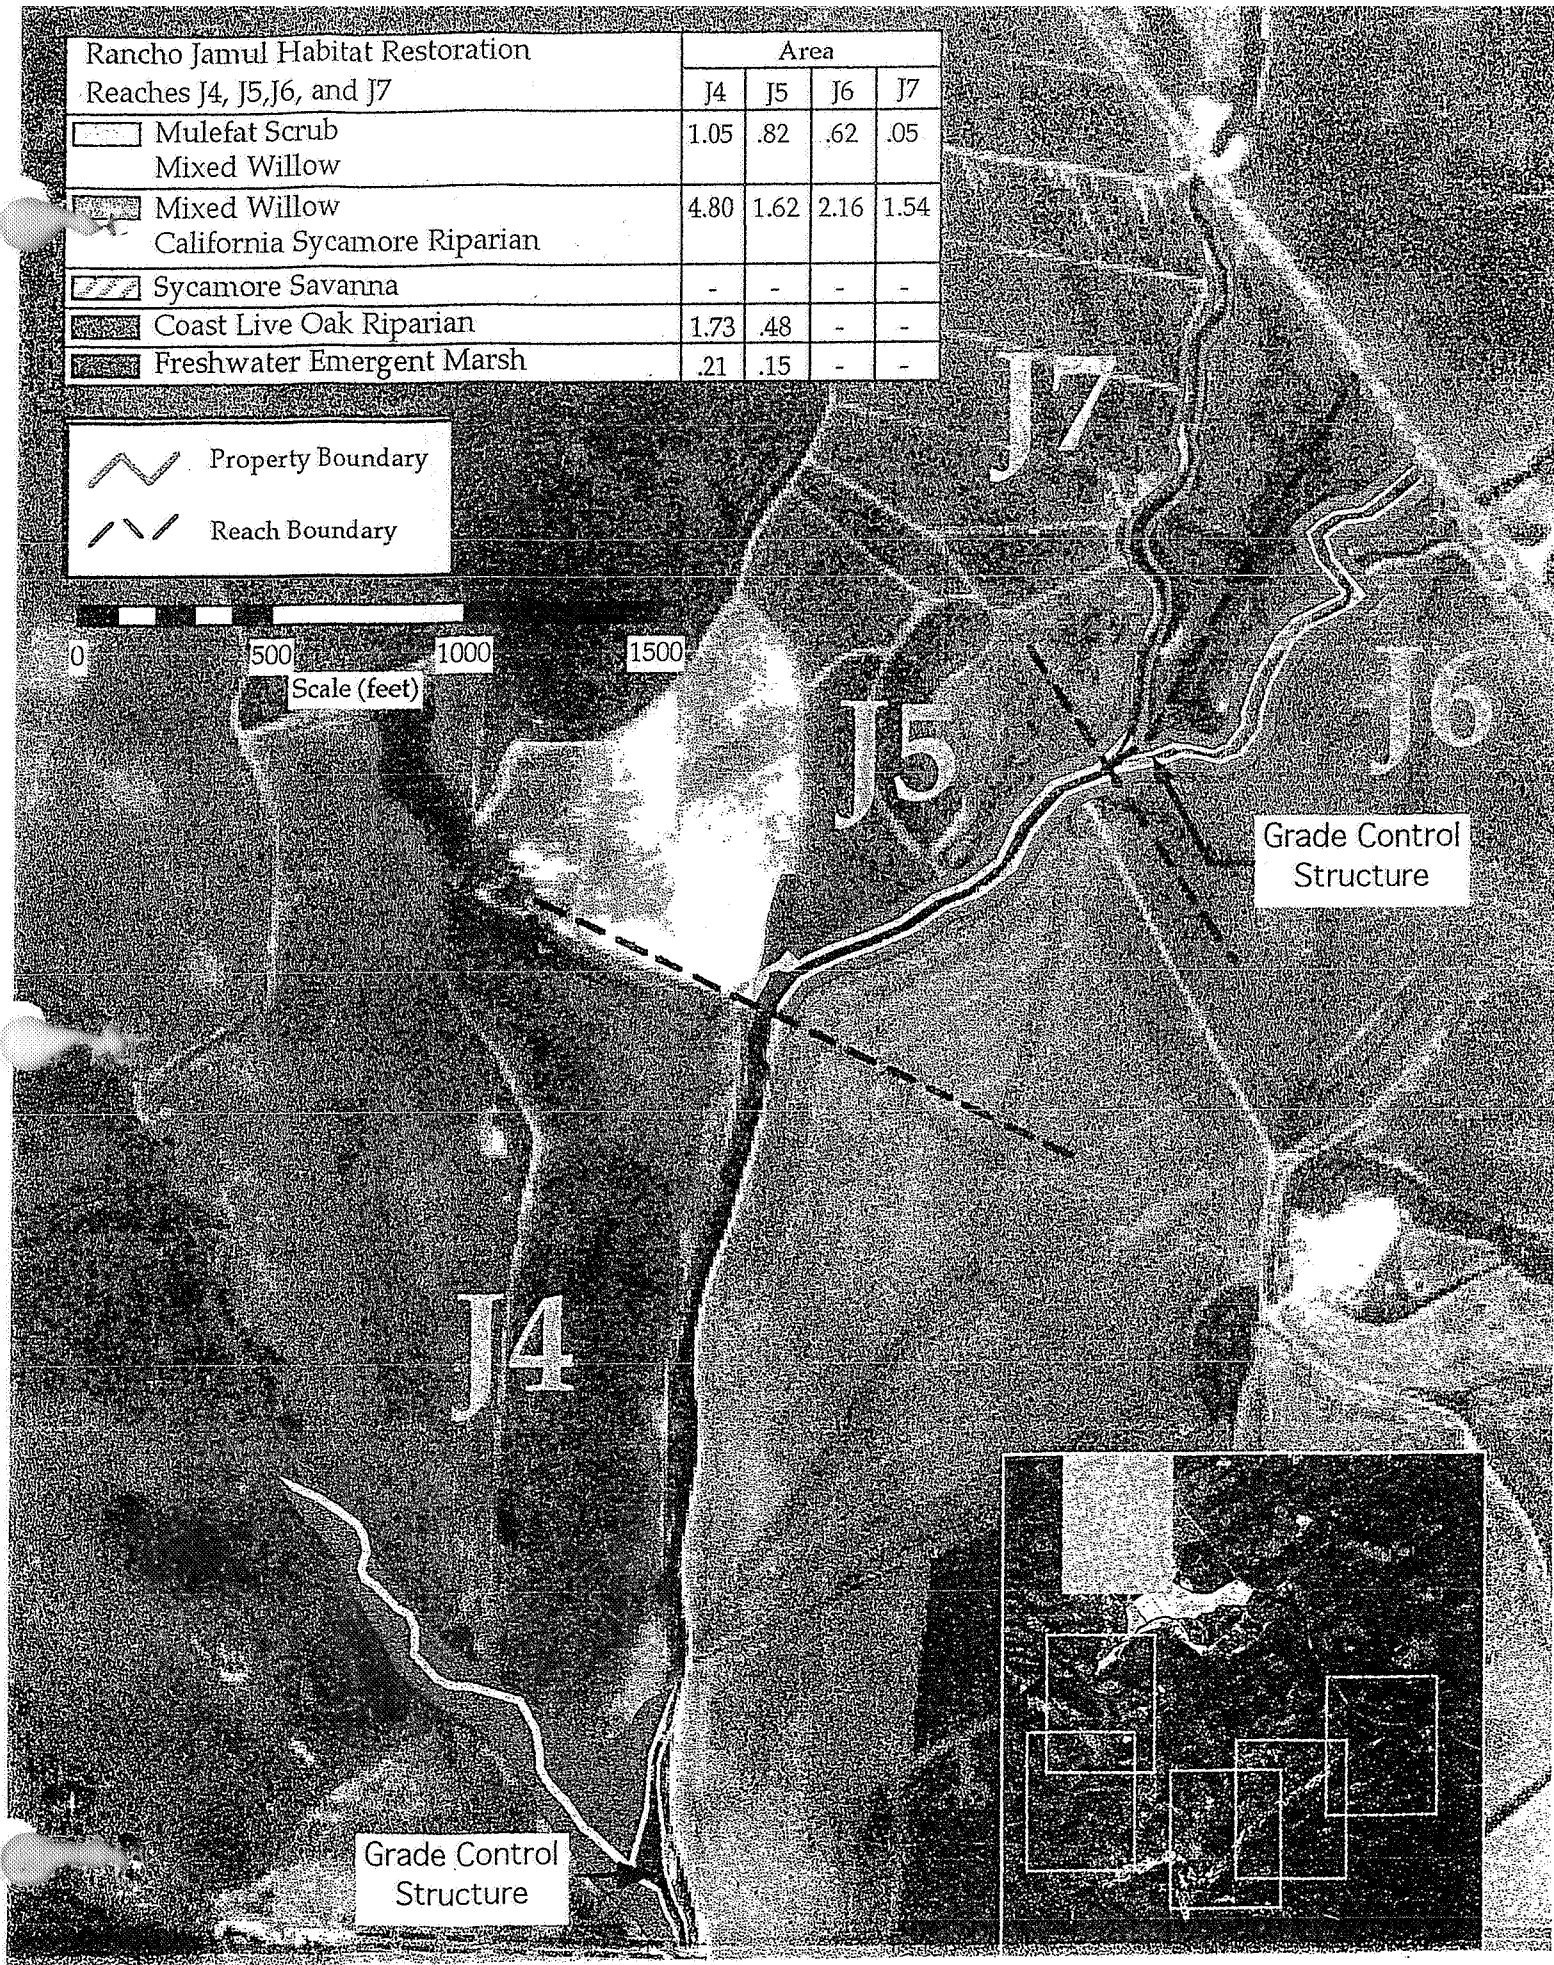 Rancho Jamul Habitat Restoration
Reaches J4, J5,J6, and J7
Area
J4 J5 J6 J7
Mulefat Scrub 1.05 .82 .62 .05
Mixed Willow
Mixed Willow 4.80 1.62 2.16 1.54
California Sycamore Riparian
Sycamore Savanna - - - -
Coast Live Oak Riparian 1.73 .48 - -
Freshwater Emergent Marsh .21 .15 - -
Property Boundary
Reach Boundary
0 500 1000 1500
Scale (feet)
J7
J6
J5
Grade Control
Structure
J4
Grade Control
Structure